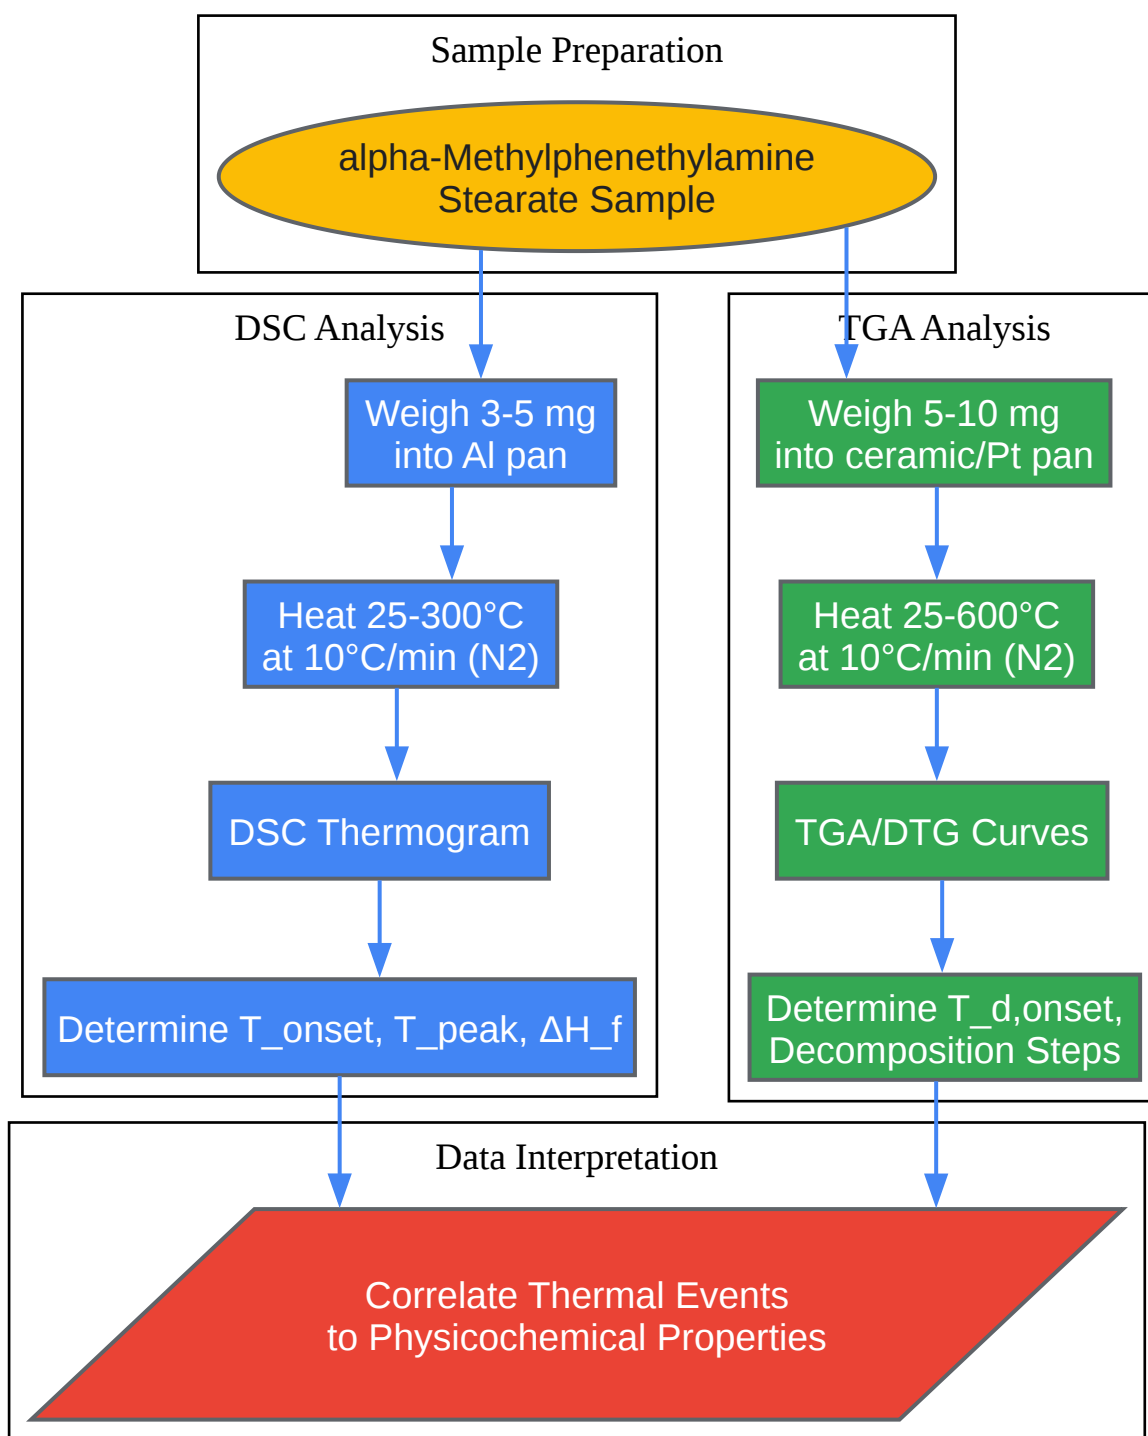 Sample Preparation
alpha-Methylphenethylamine
Stearate Sample
DSC Analysis
Weigh 3-5 mg
into Al pan
Heat 25-300°C
at 10°C/min (N2)
DSC Thermogram
Determine T_onset, T_peak, ΔH_f
TGA Analysis
Weigh 5-10 mg
into ceramic/Pt pan
Heat 25-600°C
at 10°C/min (N2)
TGA/DTG Curves
Determine T_d,onset,
Decomposition Steps
Data Interpretation
Correlate Thermal Events
to Physicochemical Properties